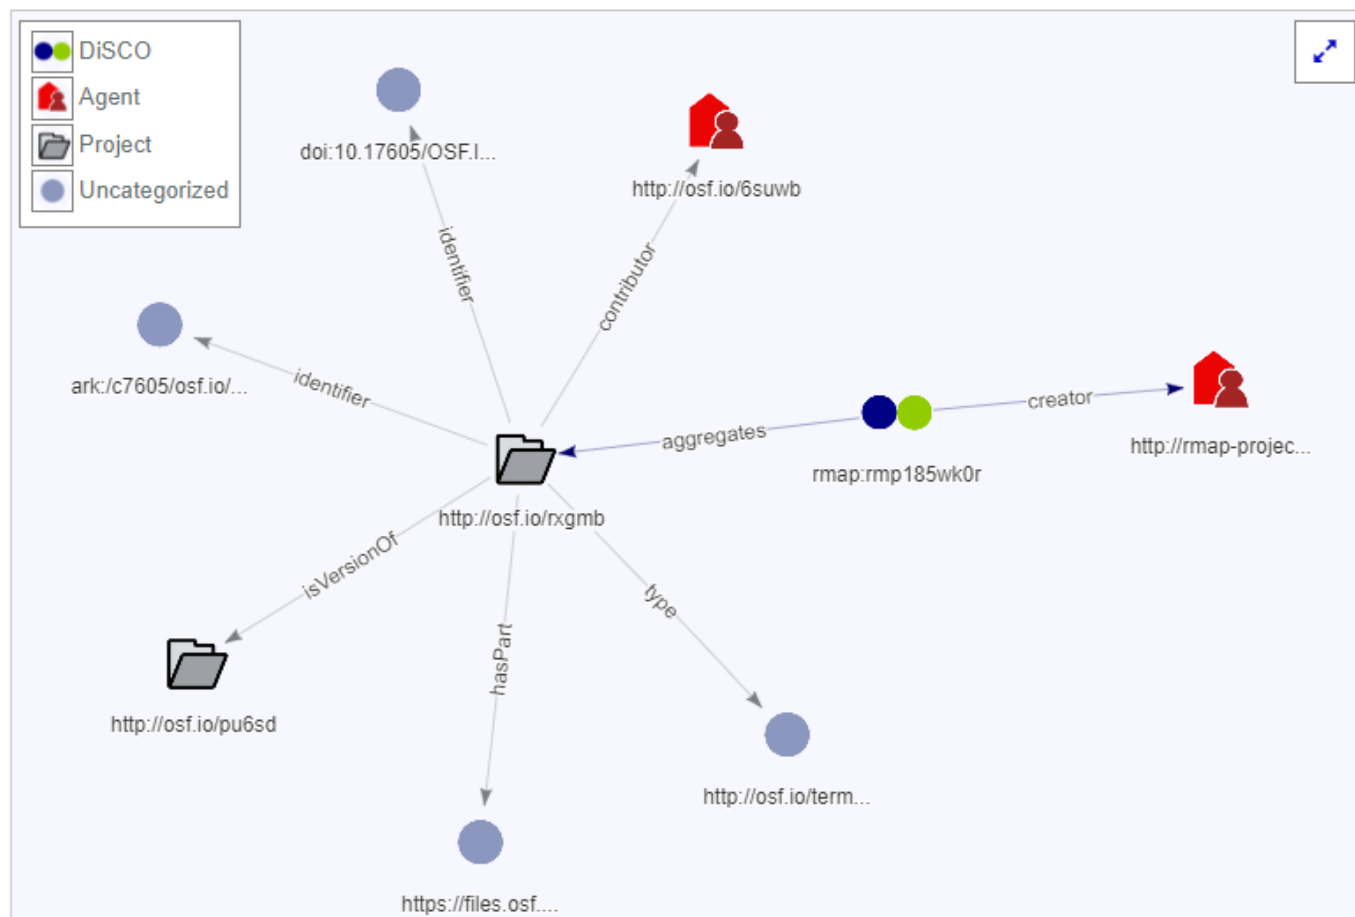 DiSCO
Agent
Project
Uncategorized
doi:10.17605/OSF.I...
http://osf.io/6suwb
identifier
contributor
ark:/c7605/osf.io/...
identifier
creator
http://rmap-projec...
aggregates
rmap:rmp185wk0r
http://osf.io/rxgmb
isVersionOf
type
hasPart
http://osf.io/pu6sd
http://osf.io/term...
https://files.osf....